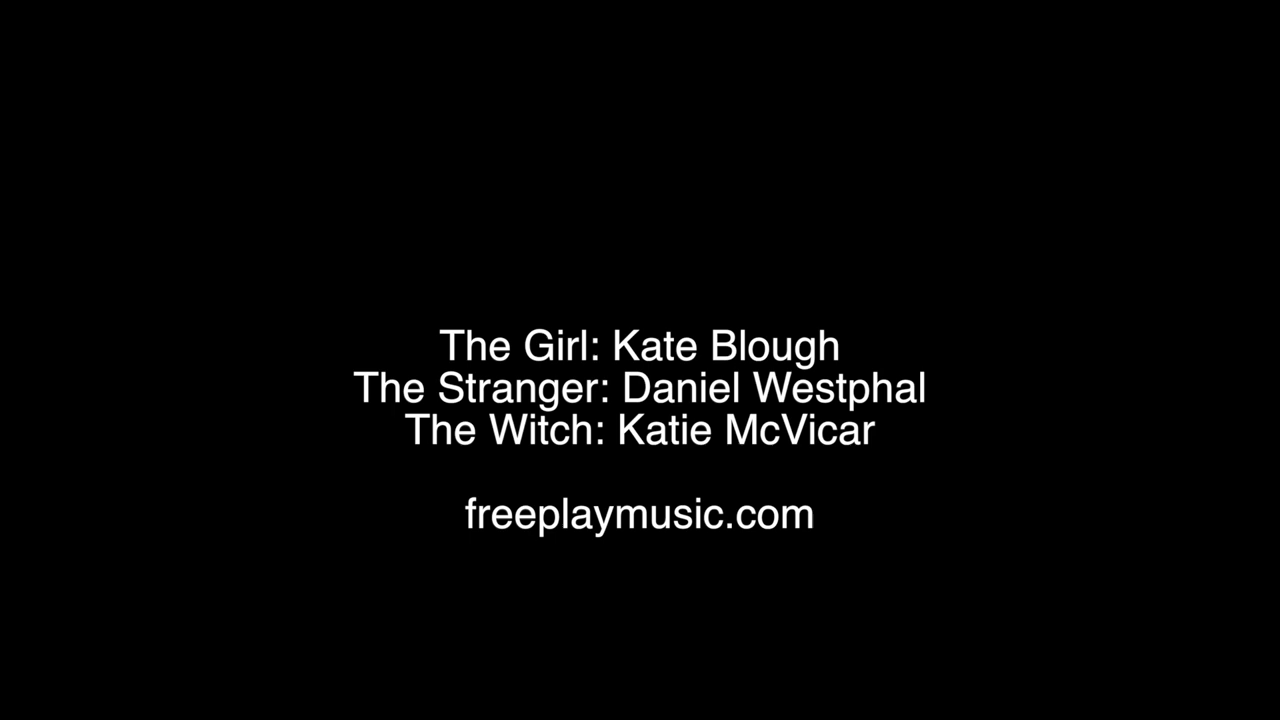 The Girl: Kate Blough
The Stranger: Daniel Westphal
The Witch: Katie McVicar
freeplaymusic.com